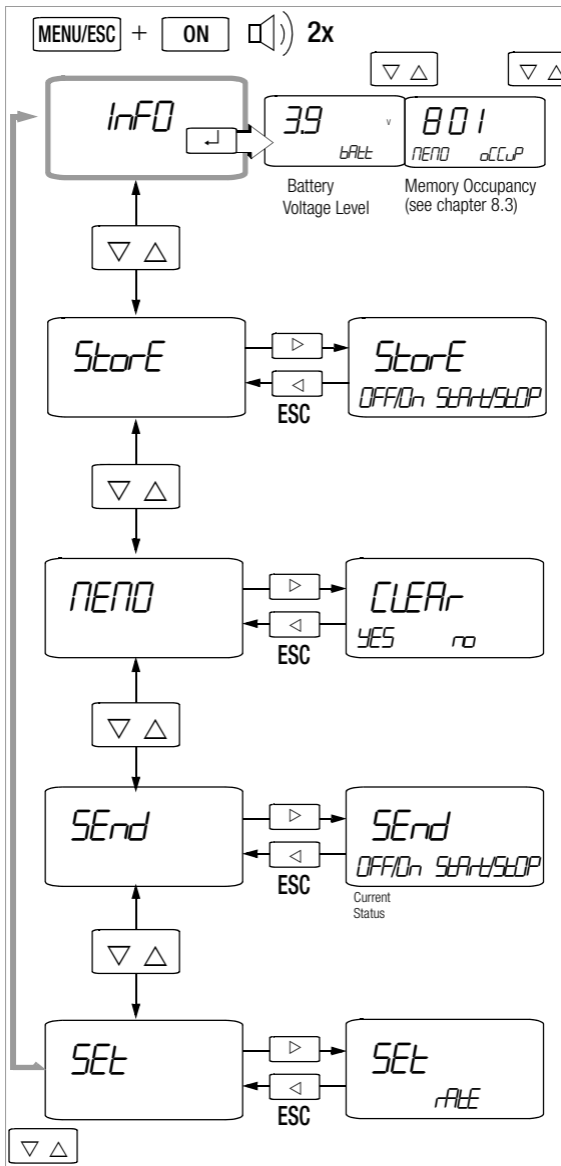 MENU/ESC + ON 2x
InFO
3.9 V
bAtt
801
MEMO oCCuP
Battery
Voltage Level
Memory Occupancy
(see chapter 8.3)
StorE
StorE
OFF/On StArt/StOP
ESC
MEMO
CLEAr
YES no
ESC
SEnd
SEnd
OFF/On StArt/StOP
ESC
Current
Status
SEt
SEt
rAtE
ESC